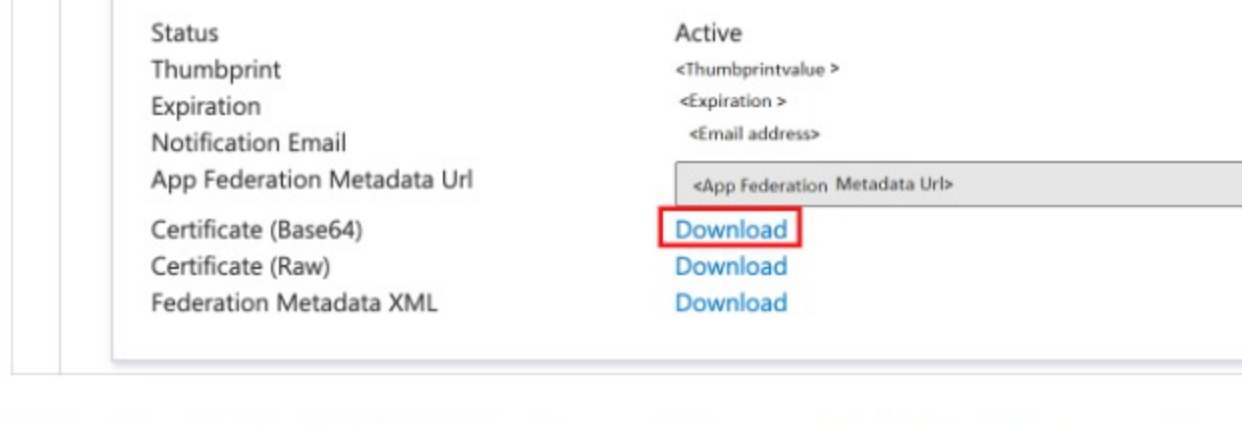 Status Active
Thumbprint <Thumbprintvalue >
Expiration <Expiration >
Notification Email <Email address>
App Federation Metadata Url <App Federation Metadata Url>
Certificate (Base64) Download
Certificate (Raw) Download
Federation Metadata XML Download